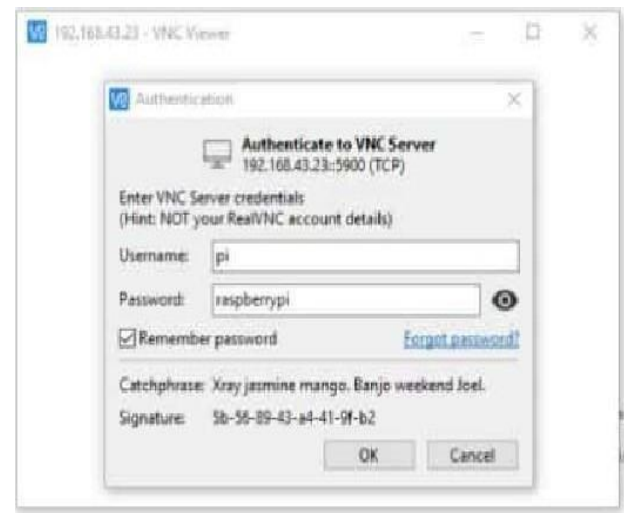 192.168.43.23 - VNC Viewer
Authentication
Authenticate to VNC Server
192.168.43.23::5900 (TCP)
Enter VNC Server credentials
(Hint: NOT your RealVNC account details)
Username: pi
Password: raspberrypi
Remember password Forgot password?
Catchphrase: Xray jasmine mango. Banjo weekend Joel.
Signature: 5b-56-89-43-a4-41-9f-b2
OK Cancel